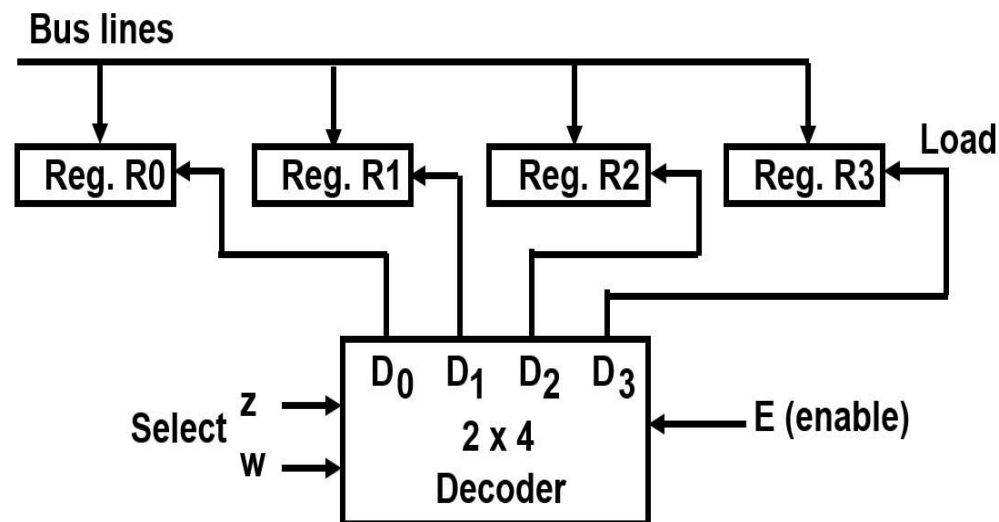 Bus lines
Load
Reg. R0 Reg. R1 Reg. R2 Reg. R3
D0 D1 D2 D3
z
Select
w
2 x 4
Decoder
E (enable)